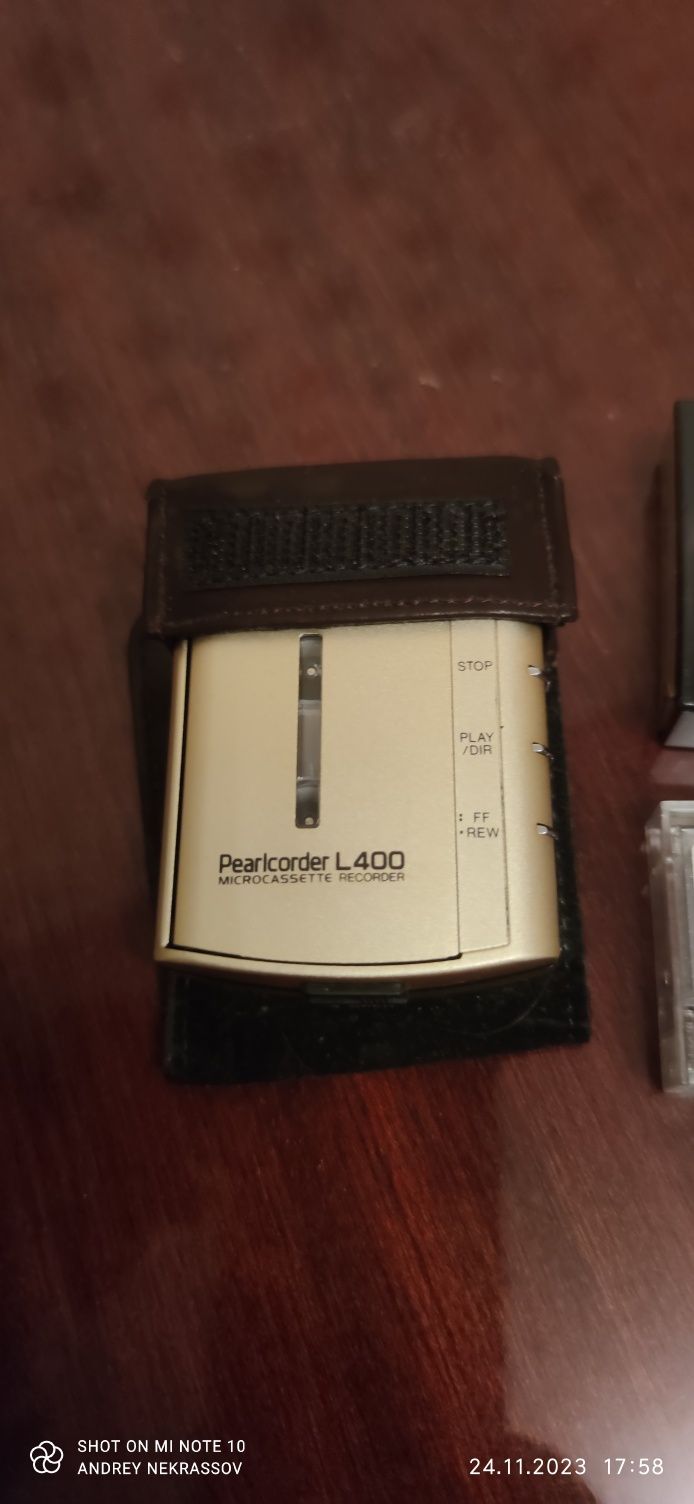 STOP
PLAY
/DIR
: FF
•REW
Pearlcorder L400
MICROCASSETTE RECORDER
SHOT ON MI NOTE 10
ANDREY NEKRASSOV
24.11.2023 17:58